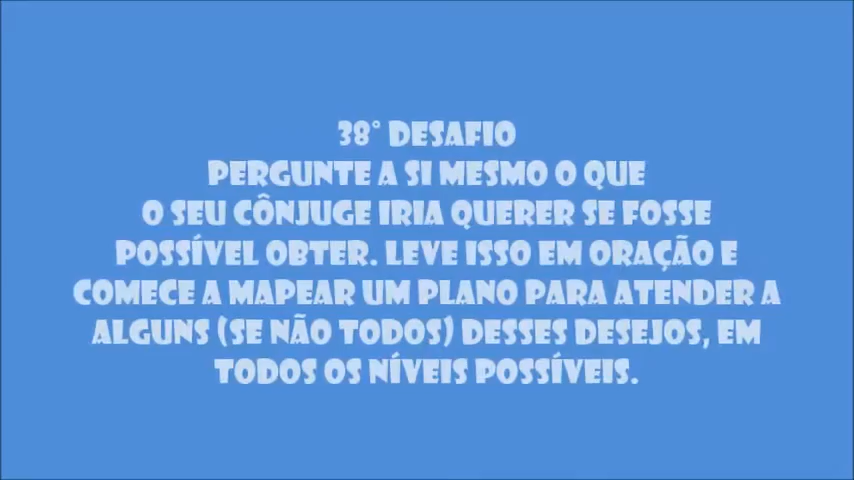 38° DESAFIO
PERGUNTE A SI MESMO O QUE
O SEU CÔNJUGE IRIA QUERER SE FOSSE
POSSÍVEL OBTER. LEVE ISSO EM ORAÇÃO E
COMECE A MAPEAR UM PLANO PARA ATENDER A
ALGUNS (SE NÃO TODOS) DESSES DESEJOS, EM
TODOS OS NÍVEIS POSSÍVEIS.